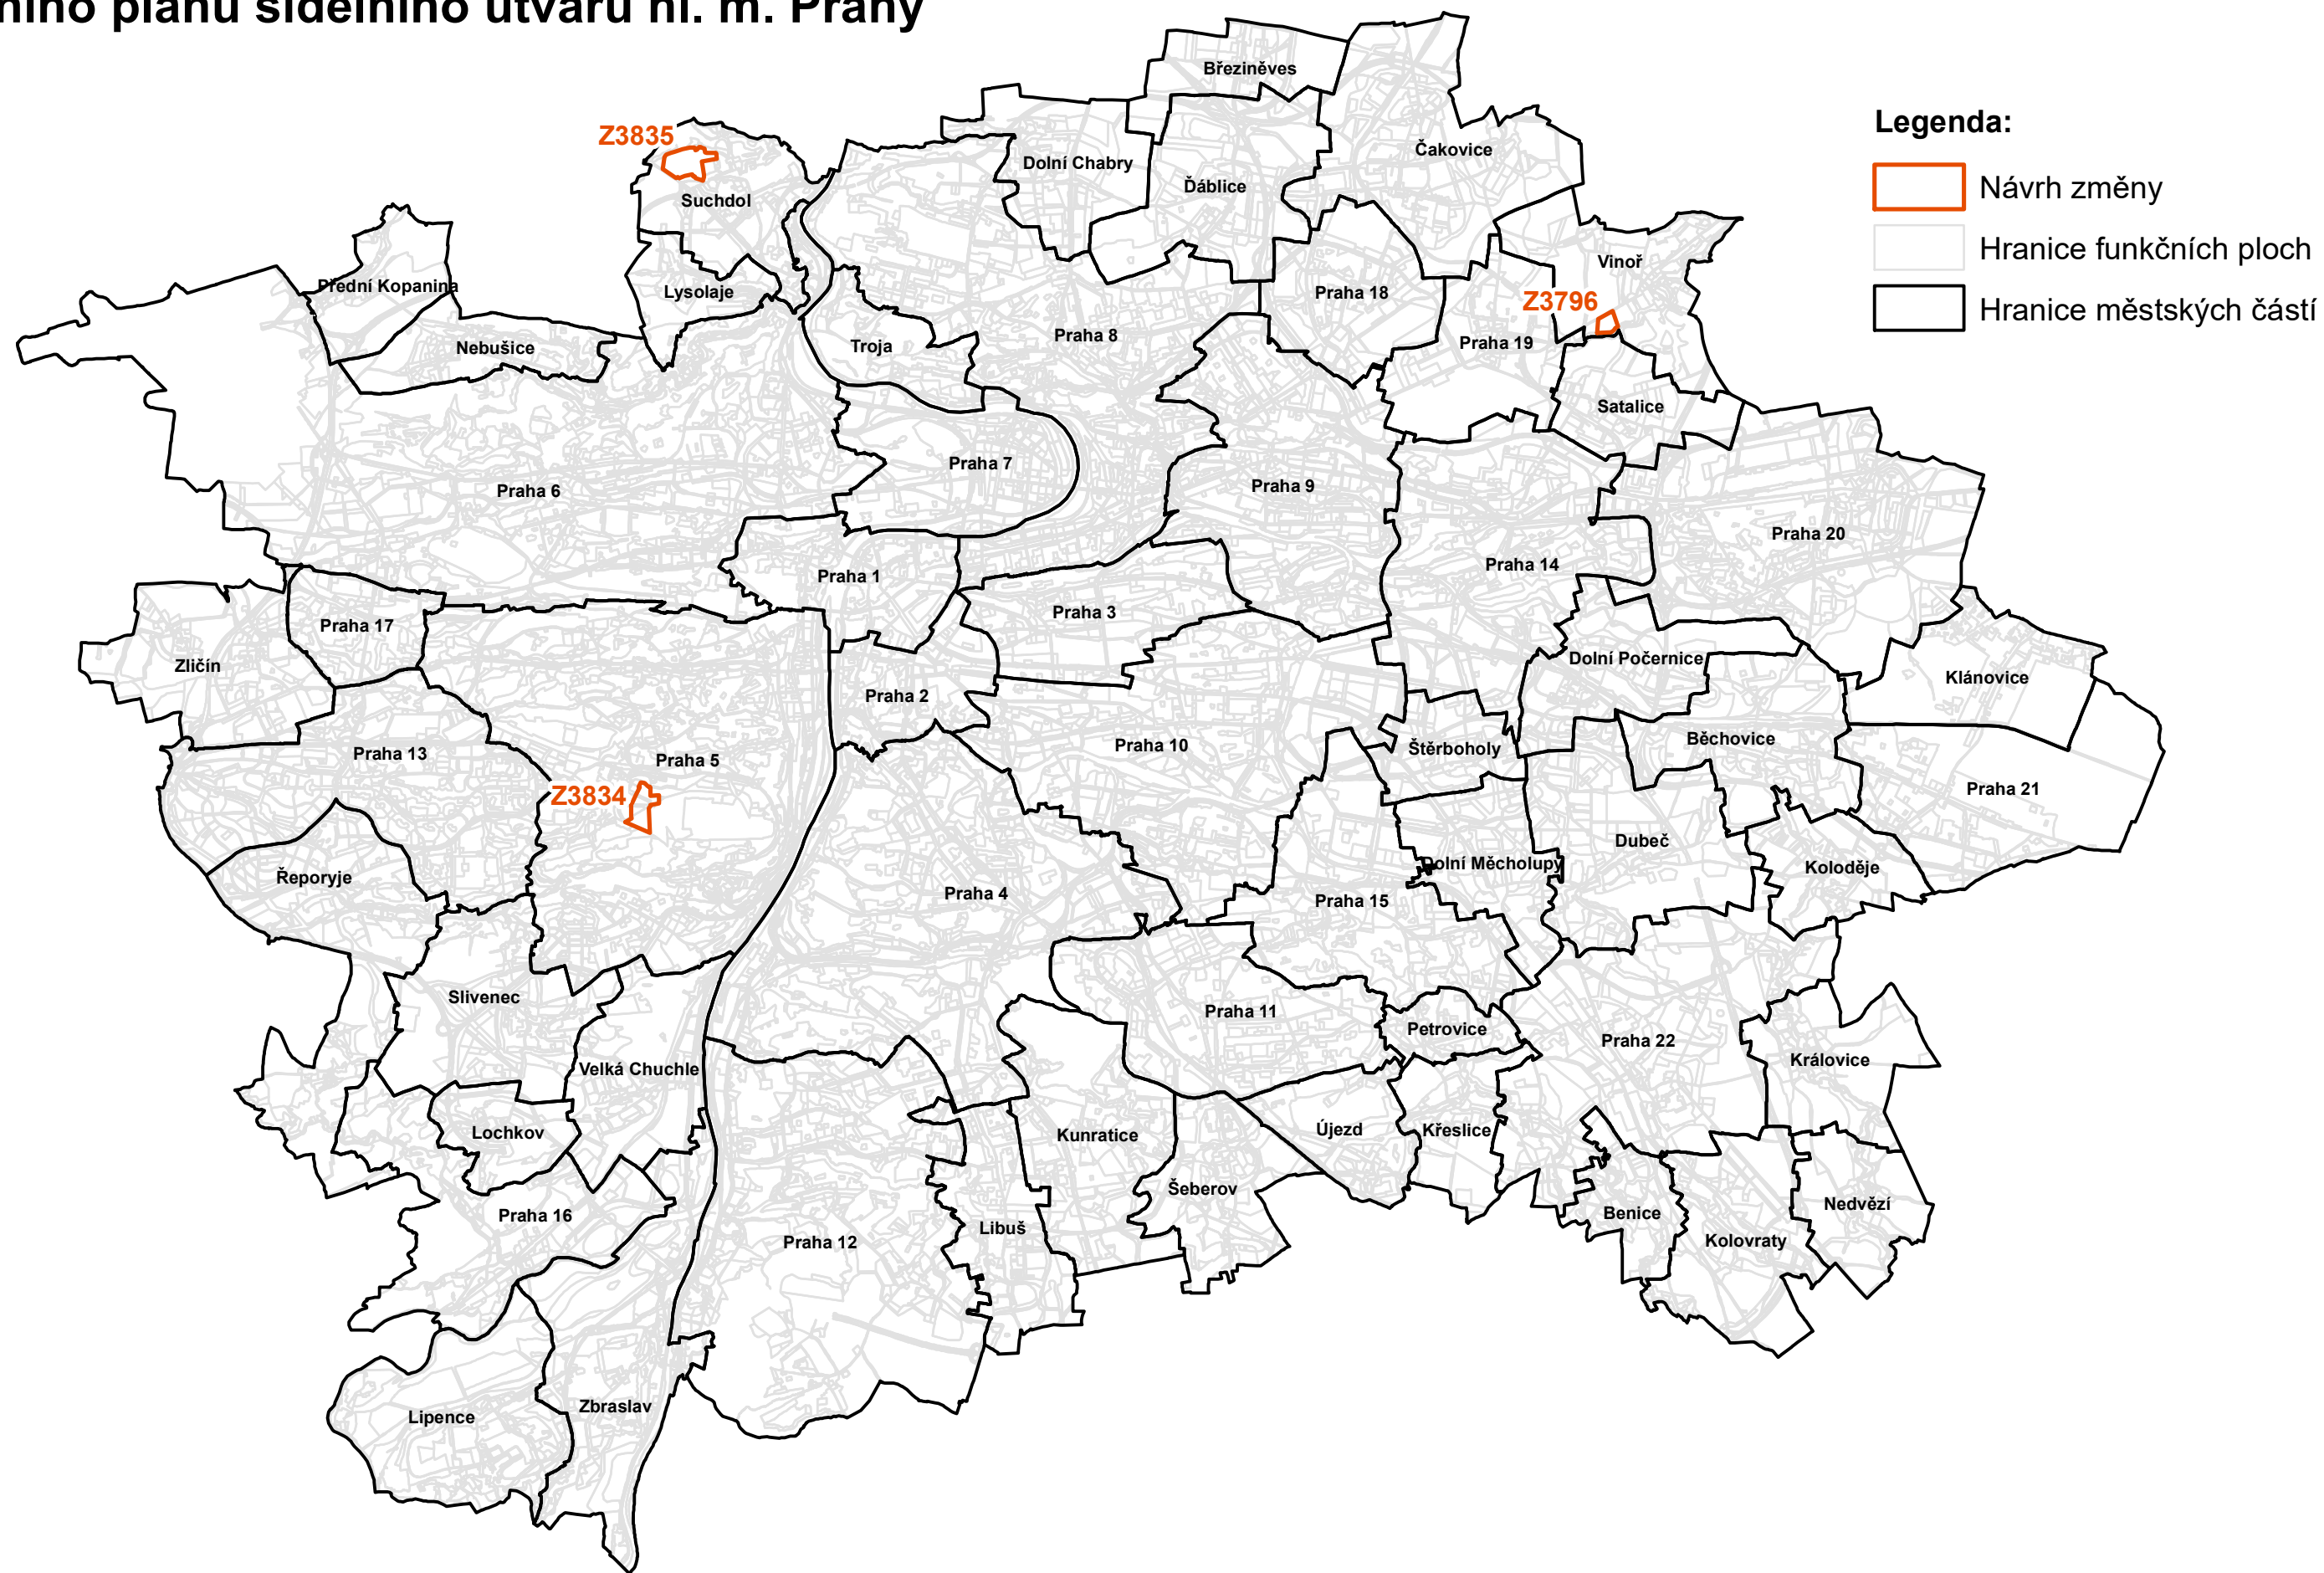 ního plánu sídelního útvaru hl. m. Prahy
Legenda:
Návrh změny
Hranice funkčních ploch
Hranice městských částí
Březiněves
Z3835
Dolní Chabry
Čakovice
Ďáblice
Suchdol
Vinoř
Přední Kopanina
Lysolaje
Praha 18
Z3796
Nebušice
Troja
Praha 8
Praha 19
Satalice
Praha 7
Praha 6
Praha 9
Praha 20
Praha 14
Praha 1
Praha 3
Praha 17
Zličín
Dolní Počernice
Klánovice
Praha 2
Praha 13
Praha 5
Praha 10
Štěrboholy
Běchovice
Z3834
Praha 21
Dubeč
Řeporyje
Praha 4
Dolní Měcholupy
Koloděje
Praha 15
Slivenec
Praha 11
Petrovice
Praha 22
Královice
Velká Chuchle
Lochkov
Kunratice
Újezd
Křeslice
Šeberov
Praha 16
Libuš
Benice
Nedvězí
Praha 12
Kolovraty
Lipence
Zbraslav